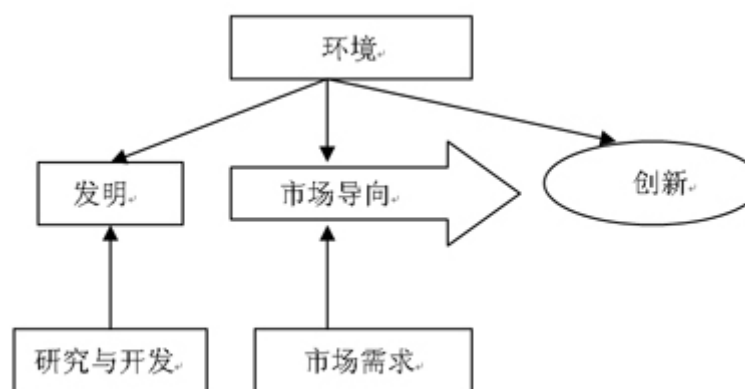 环境
发明
市场导向
创新
研究与开发
市场需求